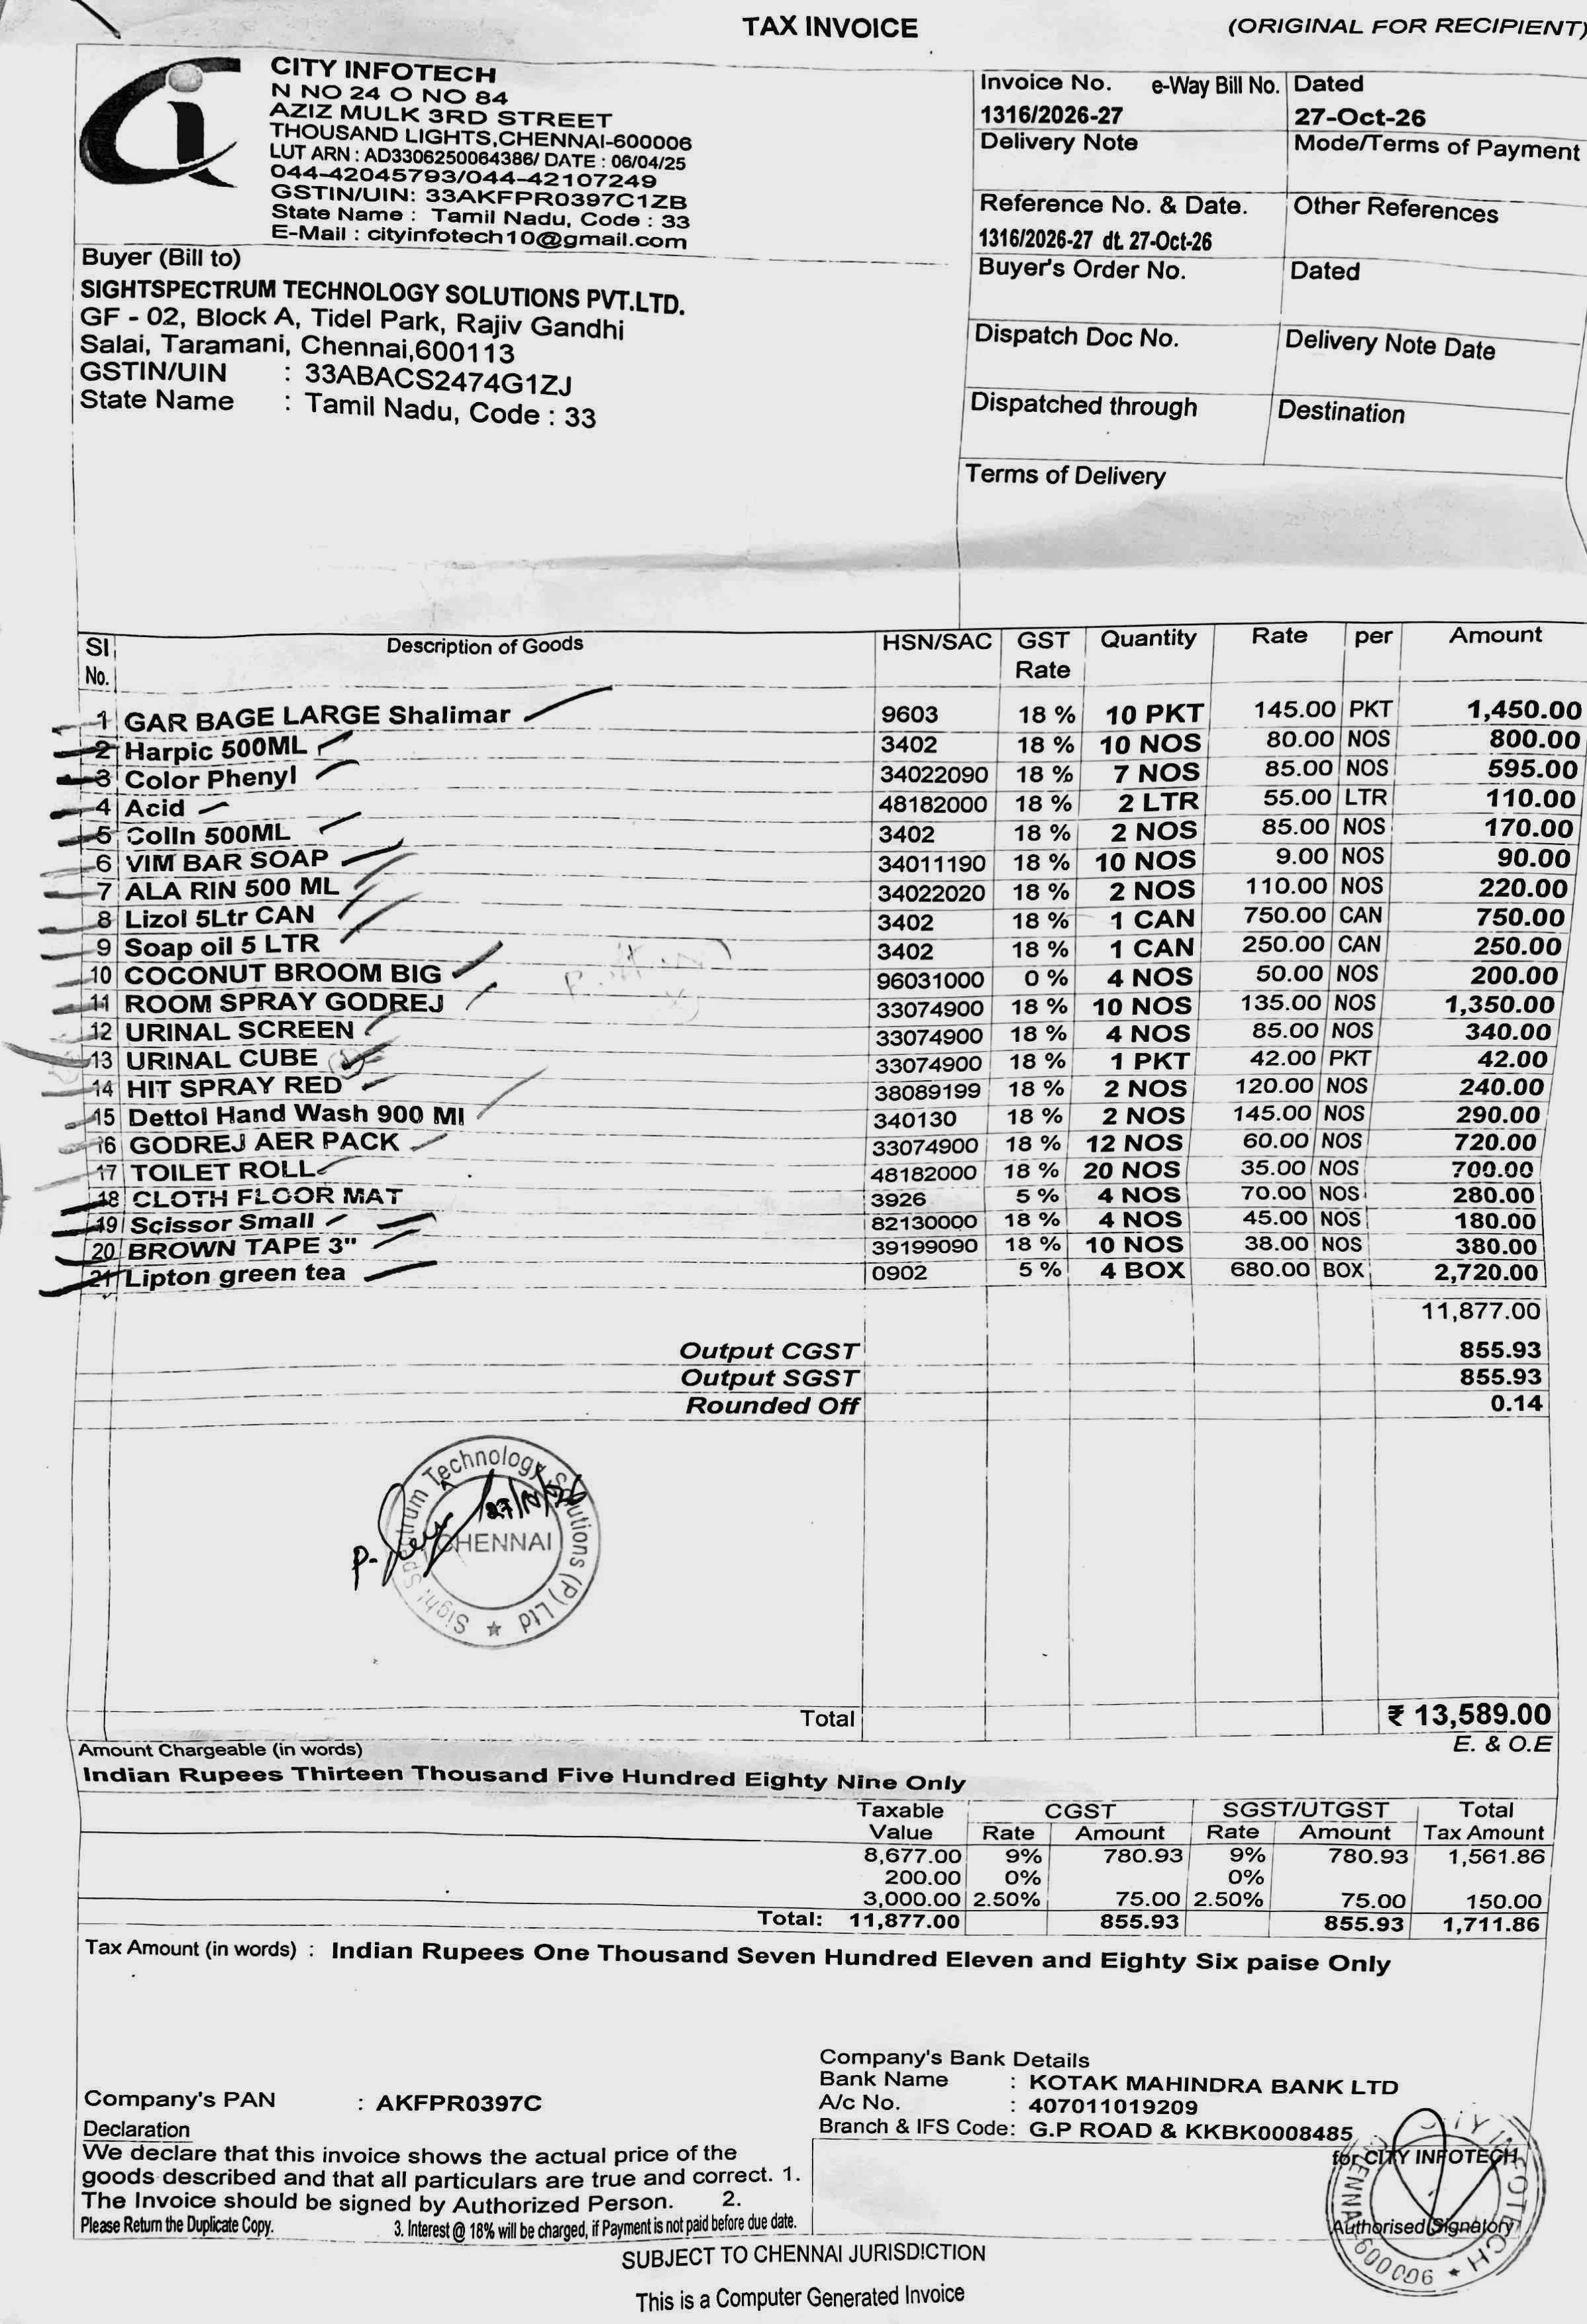 TAX INVOICE
(ORIGINAL FOR RECIPIENT)
CITY INFOTECH
N NO 24 O NO 84
AZIZ MULK 3RD STREET
THOUSAND LIGHTS,CHENNAI-600006
LUT ARN : AD3306250064386/ DATE : 06/04/25
044-42045793/044-42107249
GSTIN/UIN: 33AKFPR0397C1ZB
State Name : Tamil Nadu, Code : 33
E-Mail : cityinfotech10@gmail.com
Invoice No. e-Way Bill No. Dated
1316/2026-27 27-Oct-26
Delivery Note Mode/Terms of Payment
Reference No. & Date. Other References
1316/2026-27 dt. 27-Oct-26
Buyer's Order No. Dated
Dispatch Doc No. Delivery Note Date
Dispatched through Destination
Terms of Delivery
Buyer (Bill to)
SIGHTSPECTRUM TECHNOLOGY SOLUTIONS PVT.LTD.
GF - 02, Block A, Tidel Park, Rajiv Gandhi
Salai, Taramani, Chennai,600113
GSTIN/UIN : 33ABACS2474G1ZJ
State Name : Tamil Nadu, Code : 33
Sl No. Description of Goods HSN/SAC GST Rate Quantity Rate per Amount
1 GAR BAGE LARGE Shalimar 9603 18 % 10 PKT 145.00 PKT 1,450.00
2 Harpic 500ML 3402 18 % 10 NOS 80.00 NOS 800.00
3 Color Phenyl 34022090 18 % 7 NOS 85.00 NOS 595.00
4 Acid 48182000 18 % 2 LTR 55.00 LTR 110.00
5 Colln 500ML 3402 18 % 2 NOS 85.00 NOS 170.00
6 VIM BAR SOAP 34011190 18 % 10 NOS 9.00 NOS 90.00
7 ALA RIN 500 ML 34022020 18 % 2 NOS 110.00 NOS 220.00
8 Lizol 5Ltr CAN 3402 18 % 1 CAN 750.00 CAN 750.00
9 Soap oil 5 LTR 3402 18 % 1 CAN 250.00 CAN 250.00
10 COCONUT BROOM BIG 96031000 0 % 4 NOS 50.00 NOS 200.00
11 ROOM SPRAY GODREJ 33074900 18 % 10 NOS 135.00 NOS 1,350.00
12 URINAL SCREEN 33074900 18 % 4 NOS 85.00 NOS 340.00
13 URINAL CUBE 33074900 18 % 1 PKT 42.00 PKT 42.00
14 HIT SPRAY RED 38089199 18 % 2 NOS 120.00 NOS 240.00
15 Dettol Hand Wash 900 Ml 340130 18 % 2 NOS 145.00 NOS 290.00
16 GODREJ AER PACK 33074900 18 % 12 NOS 60.00 NOS 720.00
17 TOILET ROLL 48182000 18 % 20 NOS 35.00 NOS 700.00
18 CLOTH FLOOR MAT 3926 5 % 4 NOS 70.00 NOS 280.00
19 Scissor Small 82130000 18 % 4 NOS 45.00 NOS 180.00
20 BROWN TAPE 3" 39199090 18 % 10 NOS 38.00 NOS 380.00
21 Lipton green tea 0902 5 % 4 BOX 680.00 BOX 2,720.00
11,877.00
Output CGST 855.93
Output SGST 855.93
Rounded Off 0.14
Sight Spectrum Technology Solutions (P) Ltd
CHENNAI
Total ₹ 13,589.00
E. & O.E
Amount Chargeable (in words)
Indian Rupees Thirteen Thousand Five Hundred Eighty Nine Only
Taxable Value CGST Rate Amount SGST/UTGST Rate Amount Total Tax Amount
8,677.00 9% 780.93 9% 780.93 1,561.86
200.00 0% 0%
3,000.00 2.50% 75.00 2.50% 75.00 150.00
Total: 11,877.00 855.93 855.93 1,711.86
Tax Amount (in words) : Indian Rupees One Thousand Seven Hundred Eleven and Eighty Six paise Only
Company's Bank Details
Bank Name : KOTAK MAHINDRA BANK LTD
A/c No. : 407011019209
Branch & IFS Code: G.P ROAD & KKBK0008485
Company's PAN : AKFPR0397C
Declaration
We declare that this invoice shows the actual price of the
goods described and that all particulars are true and correct. 1.
The Invoice should be signed by Authorized Person. 2.
Please Return the Duplicate Copy. 3. Interest @ 18% will be charged, if Payment is not paid before due date.
for CITY INFOTECH
Authorised Signatory
CITY INFOTECH
CHENNAI-600006
SUBJECT TO CHENNAI JURISDICTION
This is a Computer Generated Invoice